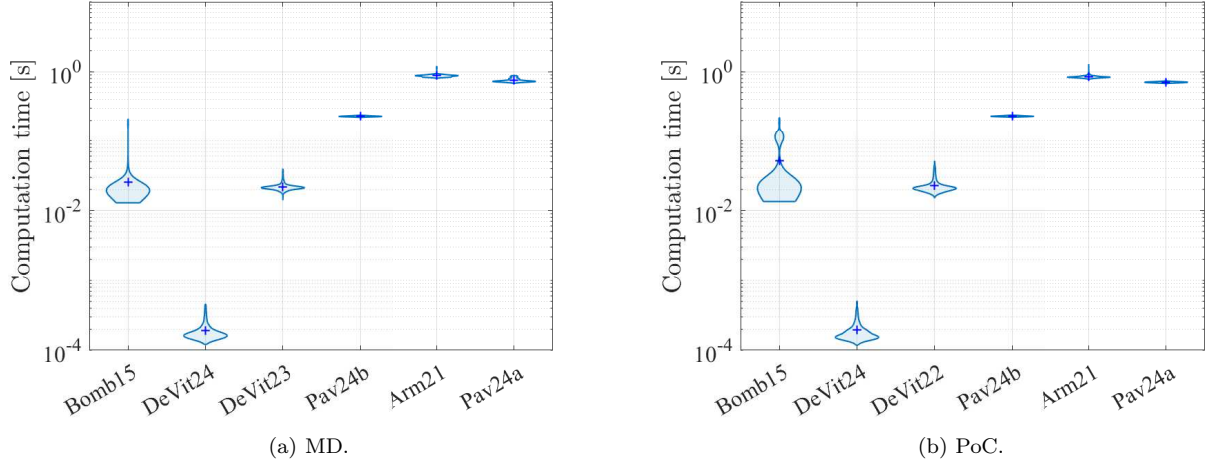 Computation time [s]
10^0
10^-2
10^-4
Bomb15
DeVit24
DeVit23
Pav24b
Arm21
Pav24a
(a) MD.
Computation time [s]
10^0
10^-2
10^-4
Bomb15
DeVit24
DeVit22
Pav24b
Arm21
Pav24a
(b) PoC.